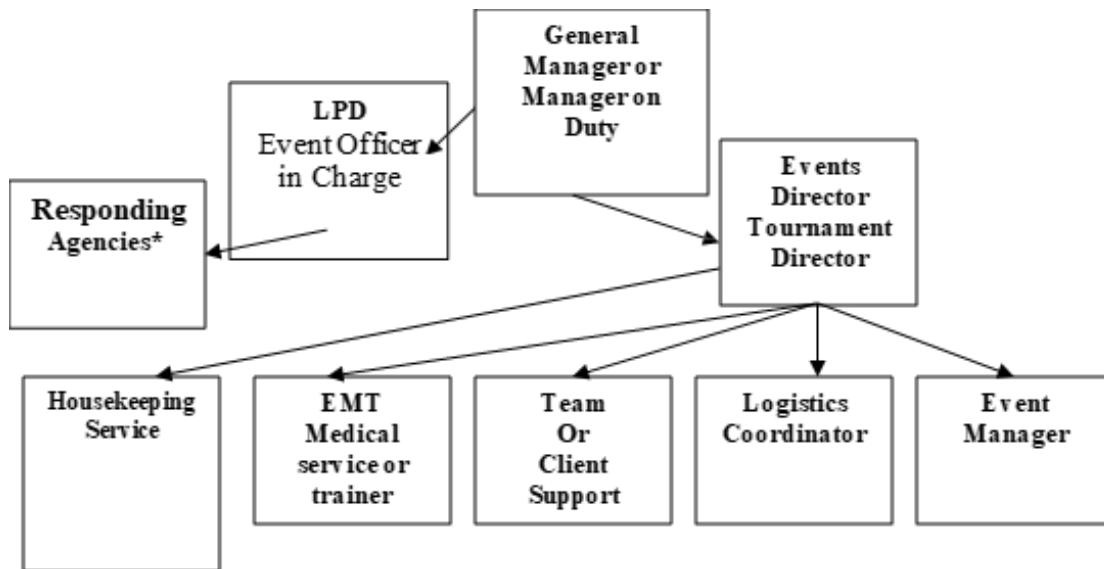 General
Manager or
Manager on
Duty
LPD
Event Officer
in Charge
Events
Director
Tournament
Director
Responding
Agencies*
Housekeeping
Service
EMT
Medical
service or
trainer
Team
Or
Client
Support
Logistics
Coordinator
Event
Manager